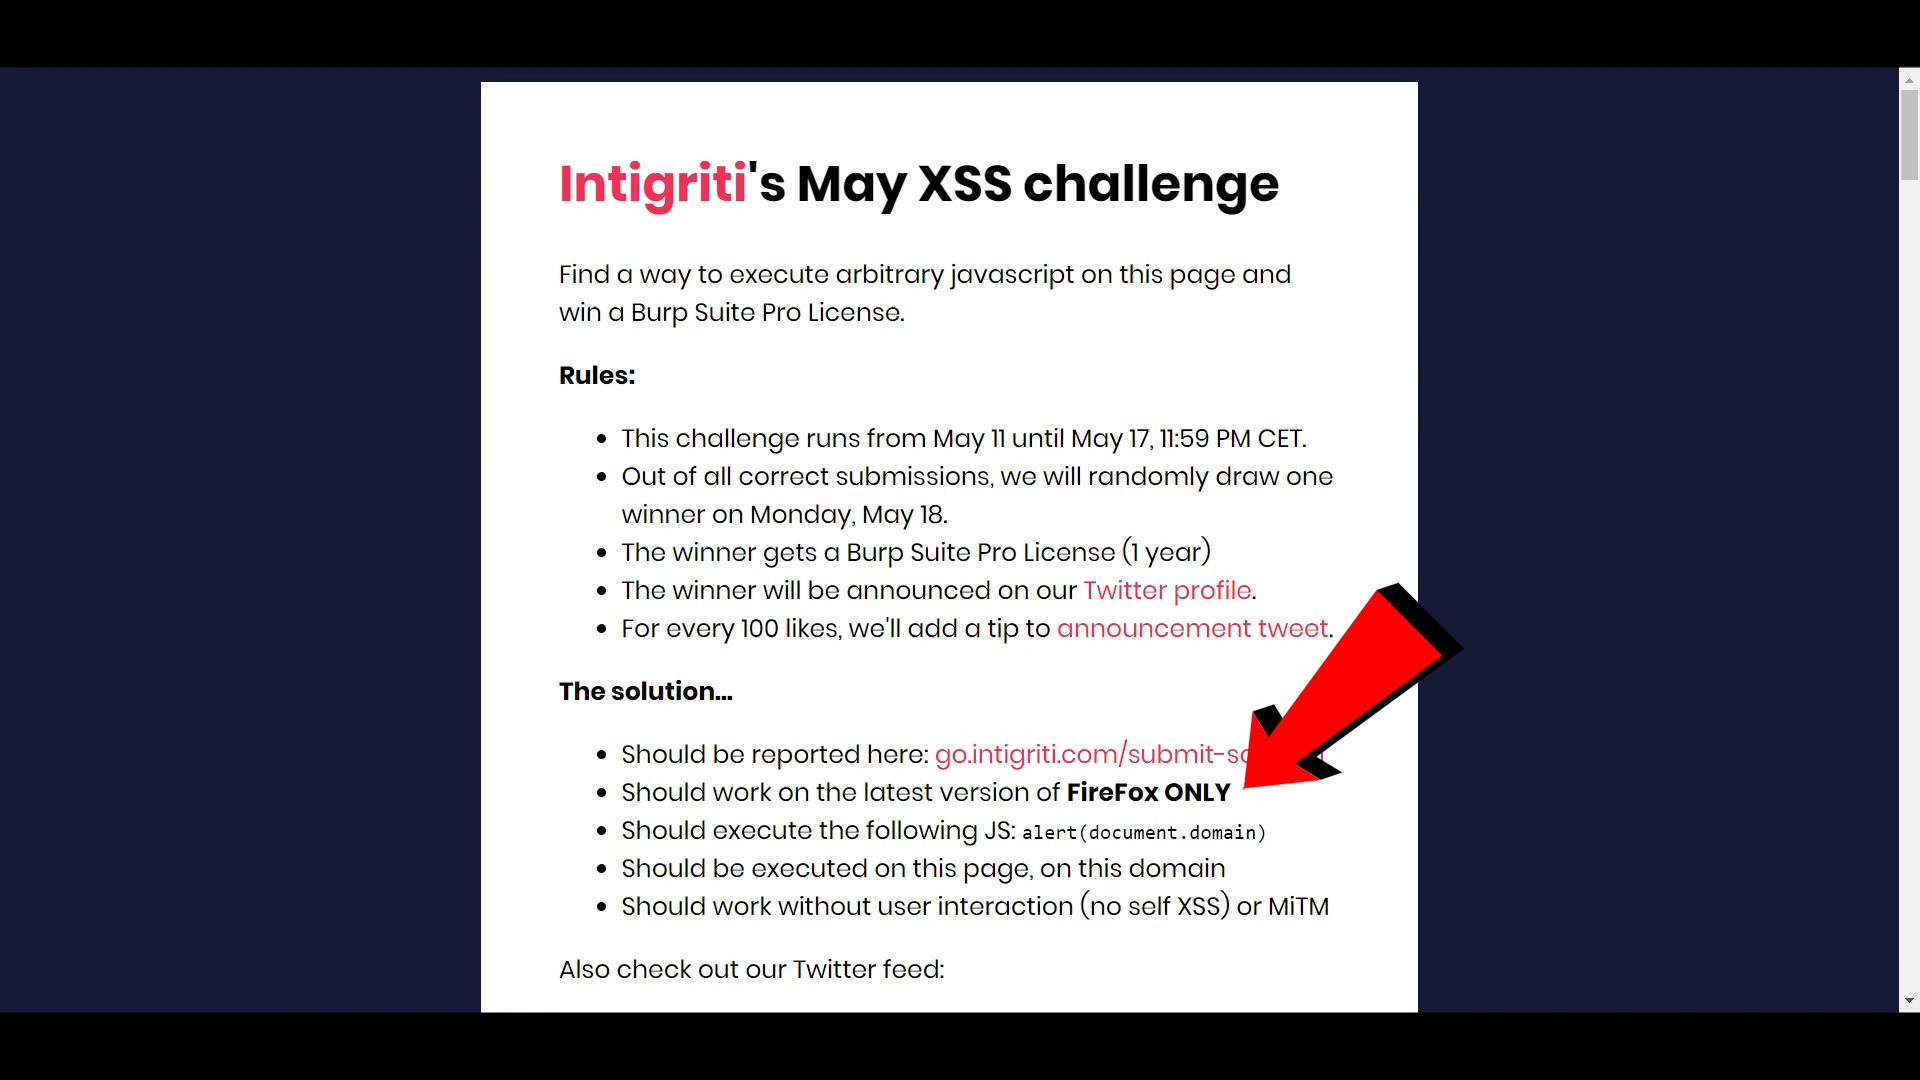 Intigriti's May XSS challenge
Find a way to execute arbitrary javascript on this page and
win a Burp Suite Pro License.
Rules:
This challenge runs from May 11 until May 17, 11:59 PM CET.
Out of all correct submissions, we will randomly draw one
winner on Monday, May 18.
The winner gets a Burp Suite Pro License (1 year)
The winner will be announced on our Twitter profile.
For every 100 likes, we'll add a tip to announcement tweet.
The solution...
Should be reported here: go.intigriti.com/submit-so
Should work on the latest version of FireFox ONLY
Should execute the following JS: alert(document.domain)
Should be executed on this page, on this domain
Should work without user interaction (no self XSS) or MiTM
Also check out our Twitter feed: